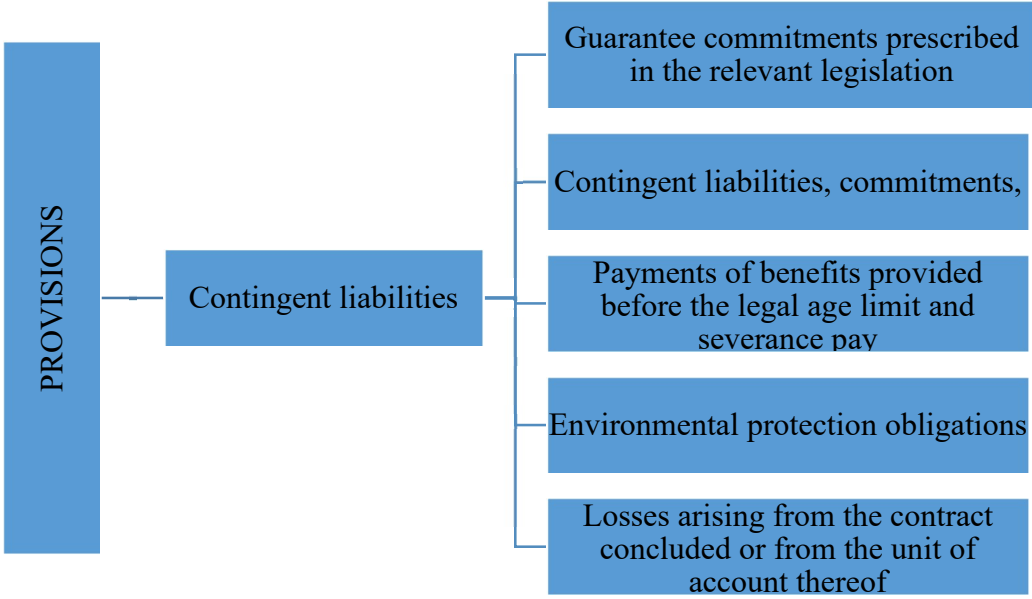 PROVISIONS
Contingent liabilities
Guarantee commitments prescribed
in the relevant legislation
Contingent liabilities, commitments,
Payments of benefits provided
before the legal age limit and
severance pay
Environmental protection obligations
Losses arising from the contract
concluded or from the unit of
account thereof